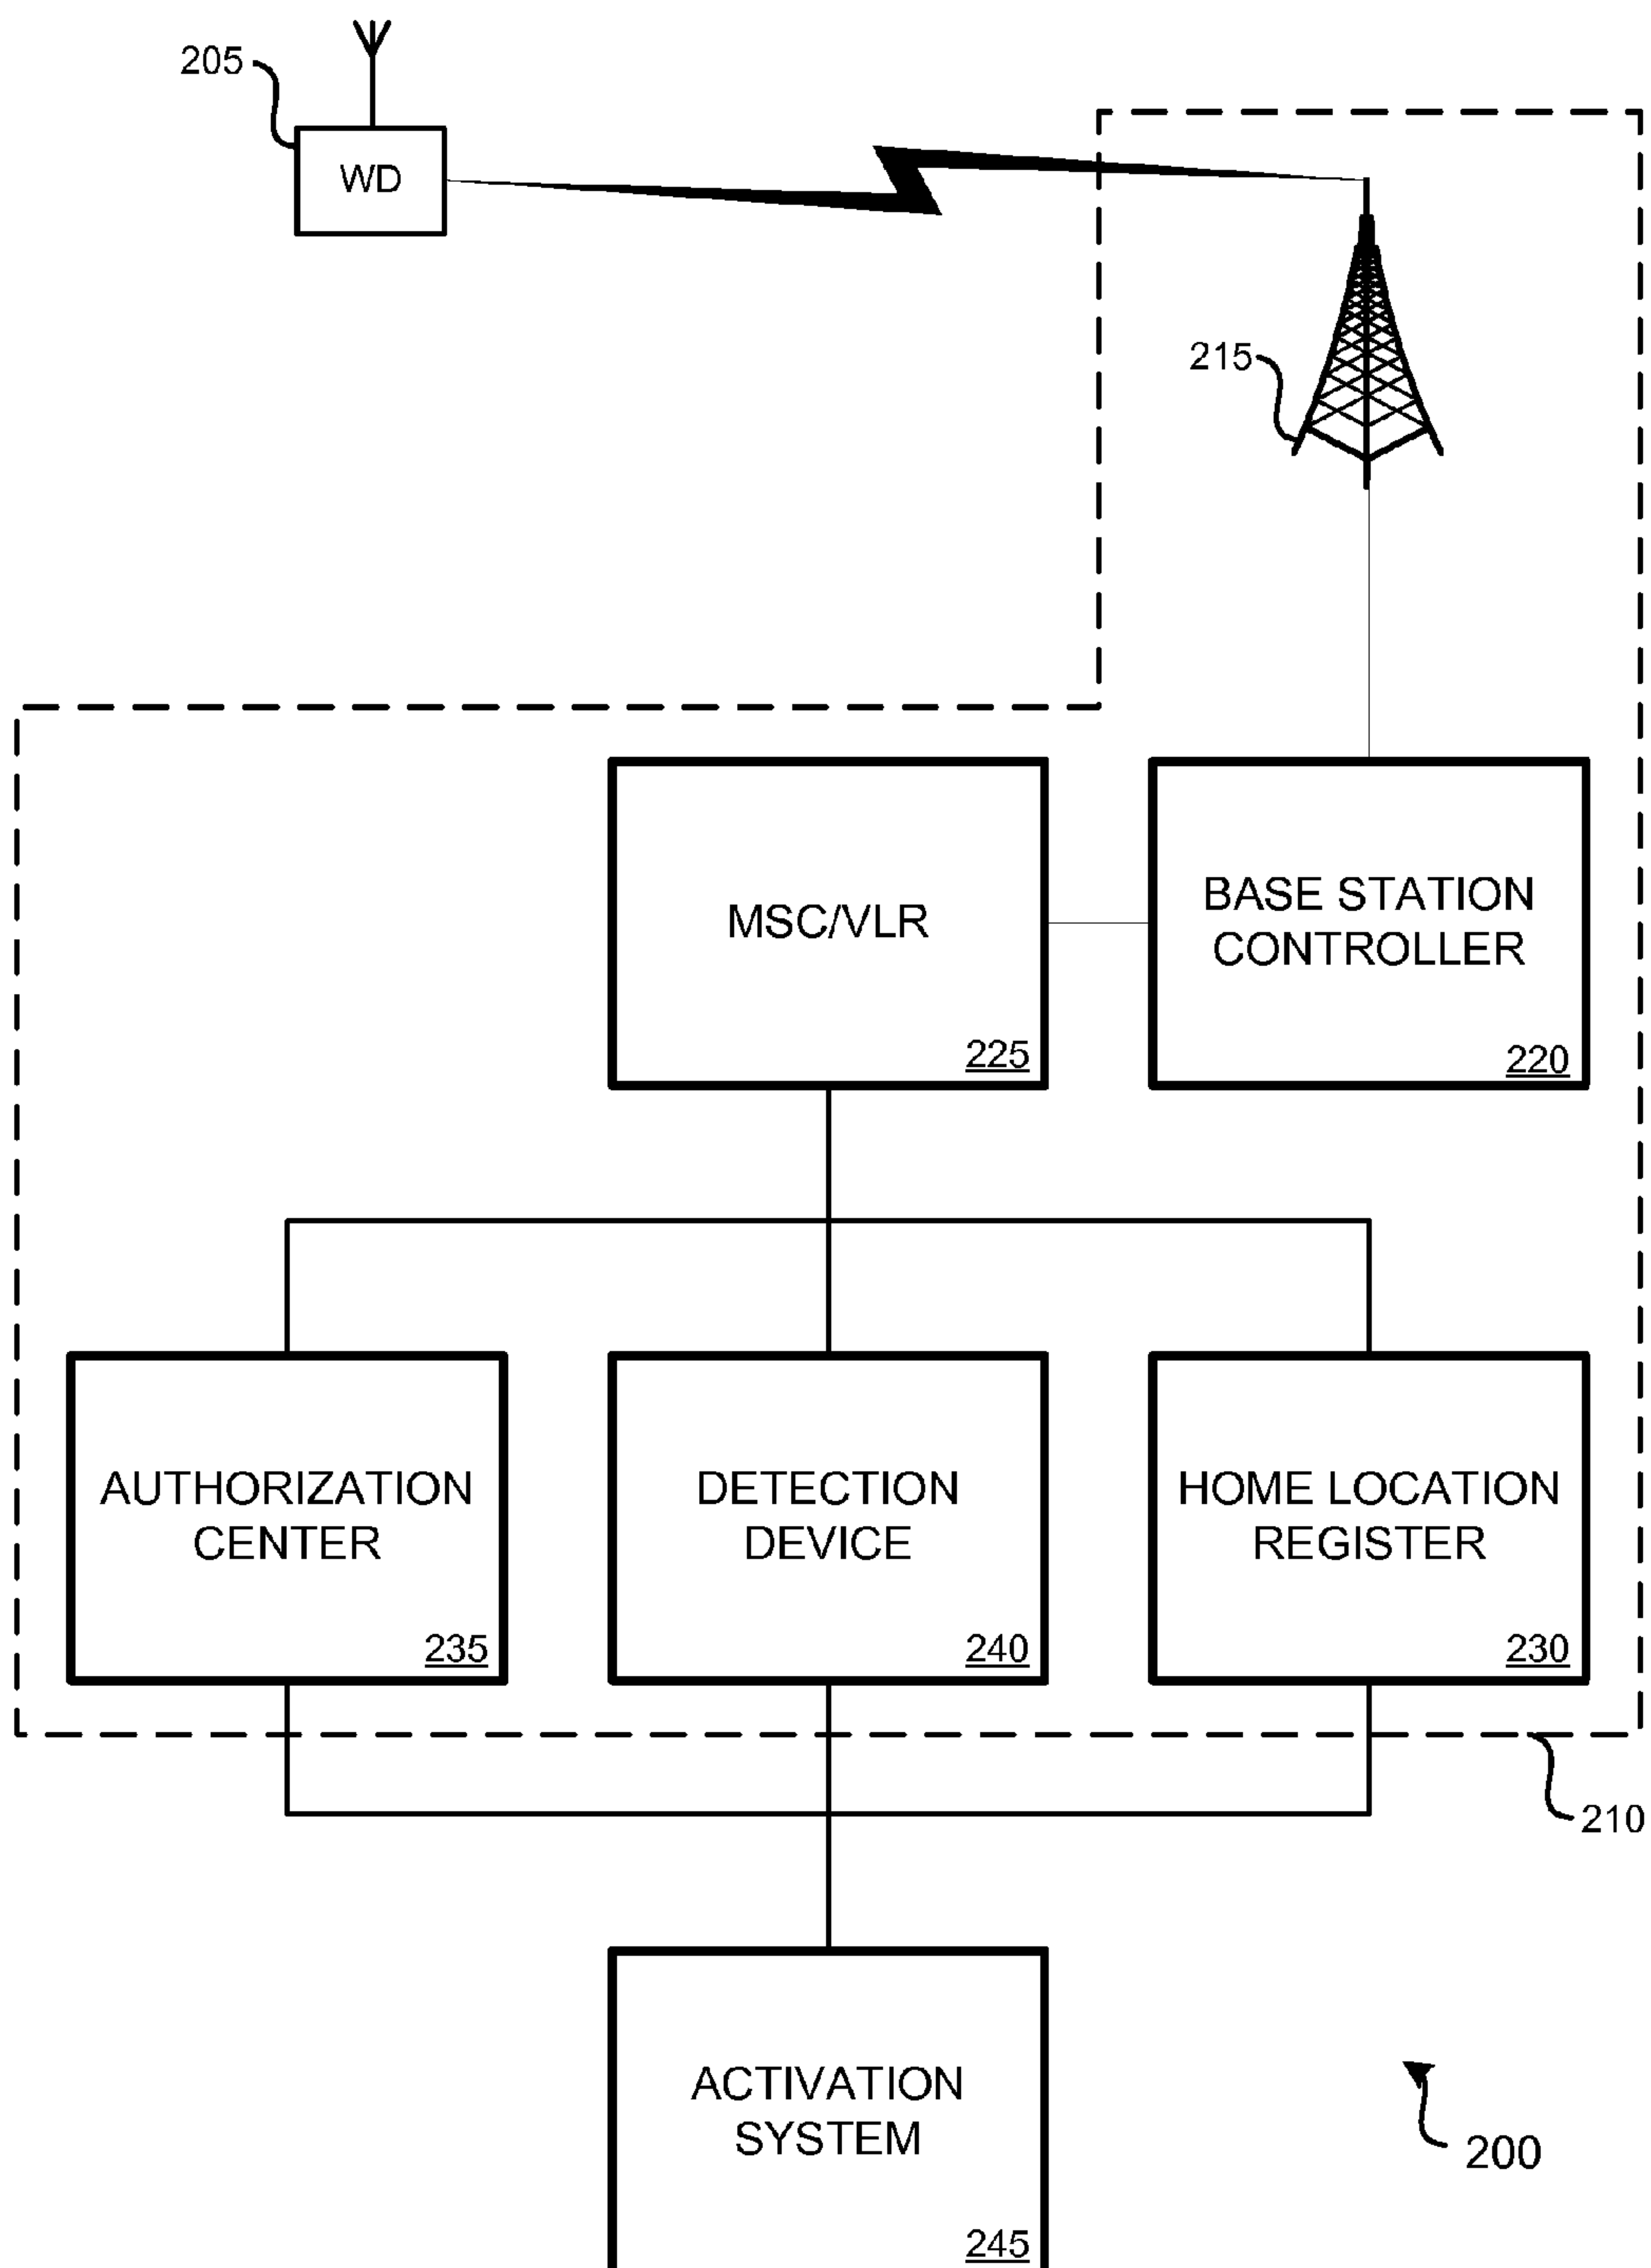 205
WD
215
MSC/VLR
225
BASE STATION
CONTROLLER
220
AUTHORIZATION
CENTER
235
DETECTION
DEVICE
240
HOME LOCATION
REGISTER
230
210
ACTIVATION
SYSTEM
245
200